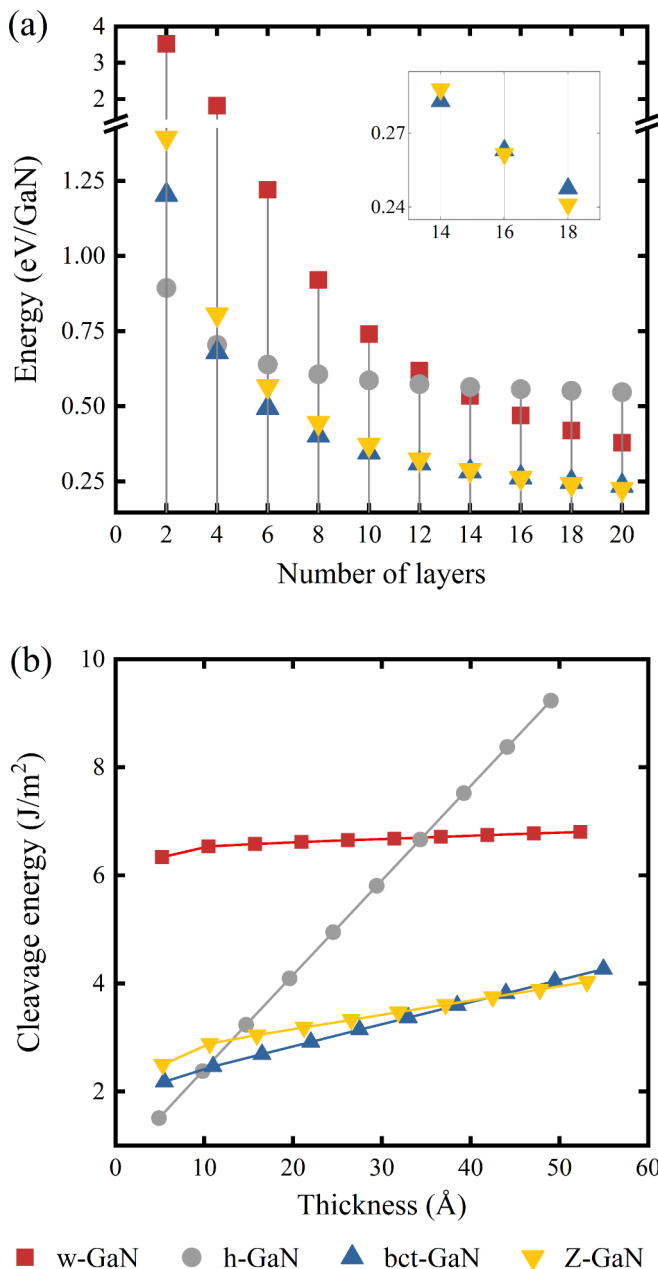 (a)
4
3
2
1.25
1.00
0.75
0.50
0.25
Energy (eV/GaN)
0.27
0.24
14 16 18
0 2 4 6 8 10 12 14 16 18 20
Number of layers
(b)
10
8
6
4
2
Cleavage energy (J/m²)
0 10 20 30 40 50 60
Thickness (Å)
w-GaN h-GaN bct-GaN Z-GaN